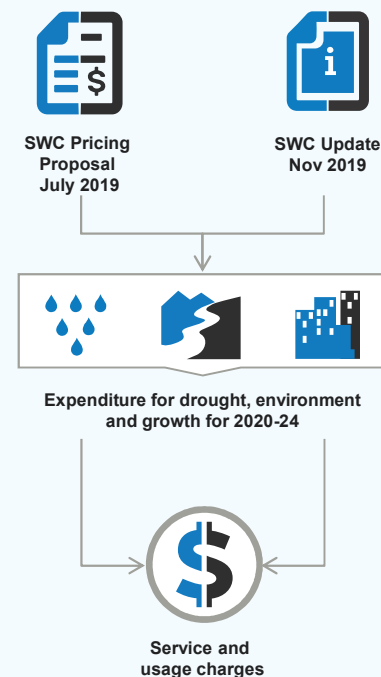 SWC Pricing
Proposal
July 2019
SWC Update
Nov 2019
Expenditure for drought, environment
and growth for 2020-24
Service and
usage charges